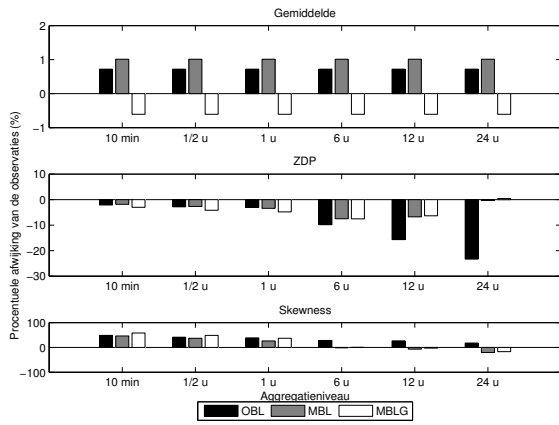 Gemiddelde
2
1
0
−1
10 min 1/2 u 1 u 6 u 12 u 24 u
Procentuele afwijking van de observaties (%)
ZDP
10
0
−10
−20
−30
10 min 1/2 u 1 u 6 u 12 u 24 u
Skewness
100
0
−100
10 min 1/2 u 1 u 6 u 12 u 24 u
Aggregatieniveau
OBL MBL MBLG